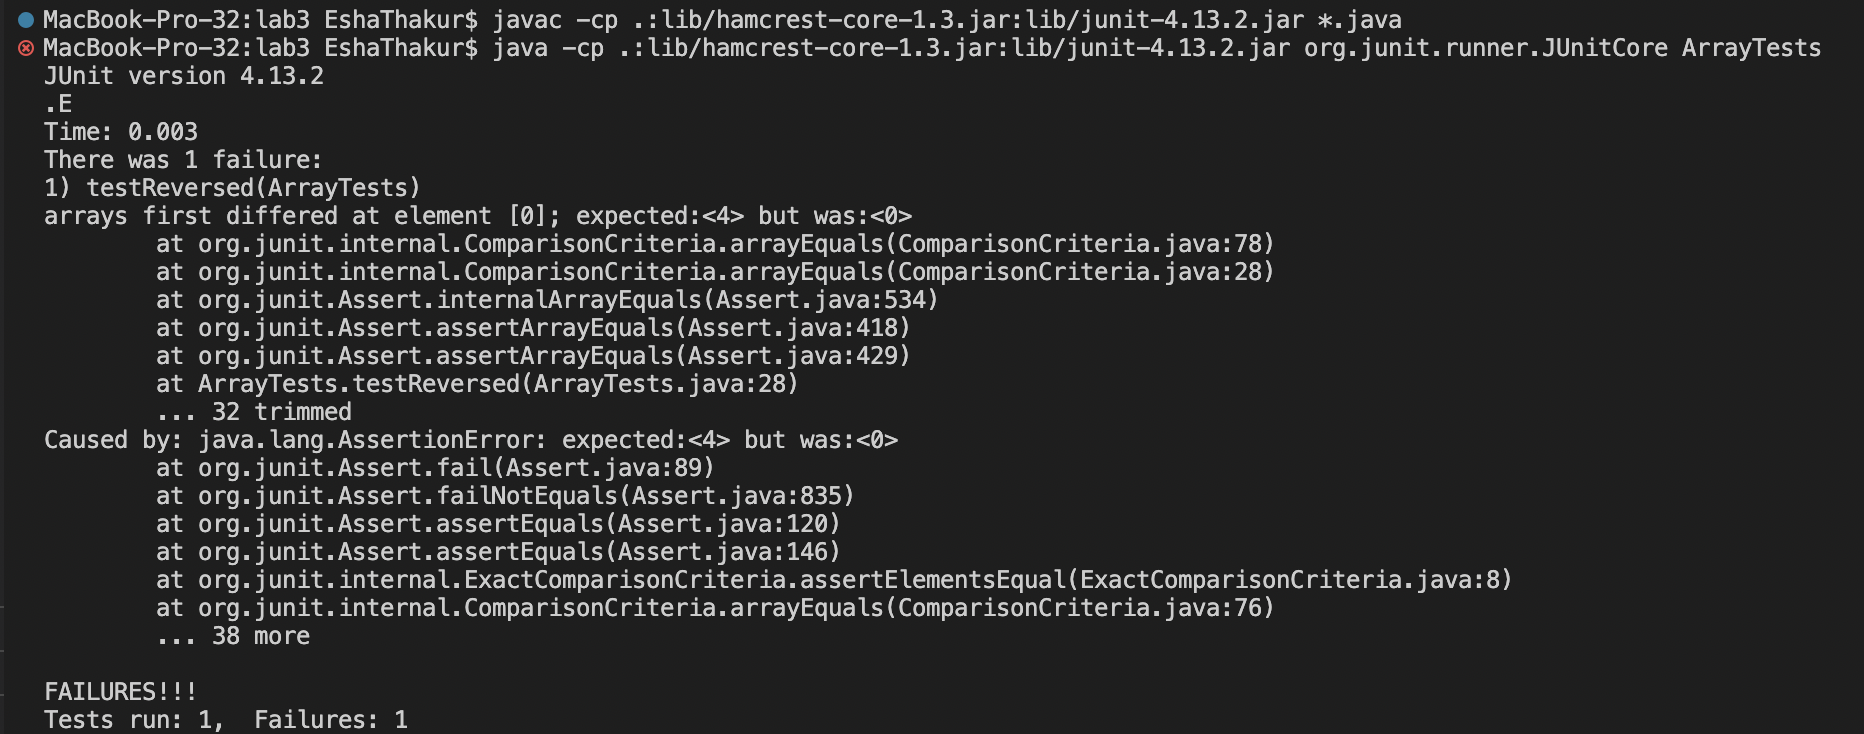 MacBook-Pro-32:lab3 EshaThakur$ javac -cp .:lib/hamcrest-core-1.3.jar:lib/junit-4.13.2.jar *.java
MacBook-Pro-32:lab3 EshaThakur$ java -cp .:lib/hamcrest-core-1.3.jar:lib/junit-4.13.2.jar org.junit.runner.JUnitCore ArrayTests
JUnit version 4.13.2
.E
Time: 0.003
There was 1 failure:
1) testReversed(ArrayTests)
arrays first differed at element [0]; expected:<4> but was:<0>
        at org.junit.internal.ComparisonCriteria.arrayEquals(ComparisonCriteria.java:78)
        at org.junit.internal.ComparisonCriteria.arrayEquals(ComparisonCriteria.java:28)
        at org.junit.Assert.internalArrayEquals(Assert.java:534)
        at org.junit.Assert.assertArrayEquals(Assert.java:418)
        at org.junit.Assert.assertArrayEquals(Assert.java:429)
        at ArrayTests.testReversed(ArrayTests.java:28)
        ... 32 trimmed
Caused by: java.lang.AssertionError: expected:<4> but was:<0>
        at org.junit.Assert.fail(Assert.java:89)
        at org.junit.Assert.failNotEquals(Assert.java:835)
        at org.junit.Assert.assertEquals(Assert.java:120)
        at org.junit.Assert.assertEquals(Assert.java:146)
        at org.junit.internal.ExactComparisonCriteria.assertElementsEqual(ExactComparisonCriteria.java:8)
        at org.junit.internal.ComparisonCriteria.arrayEquals(ComparisonCriteria.java:76)
        ... 38 more

FAILURES!!!
Tests run: 1,  Failures: 1